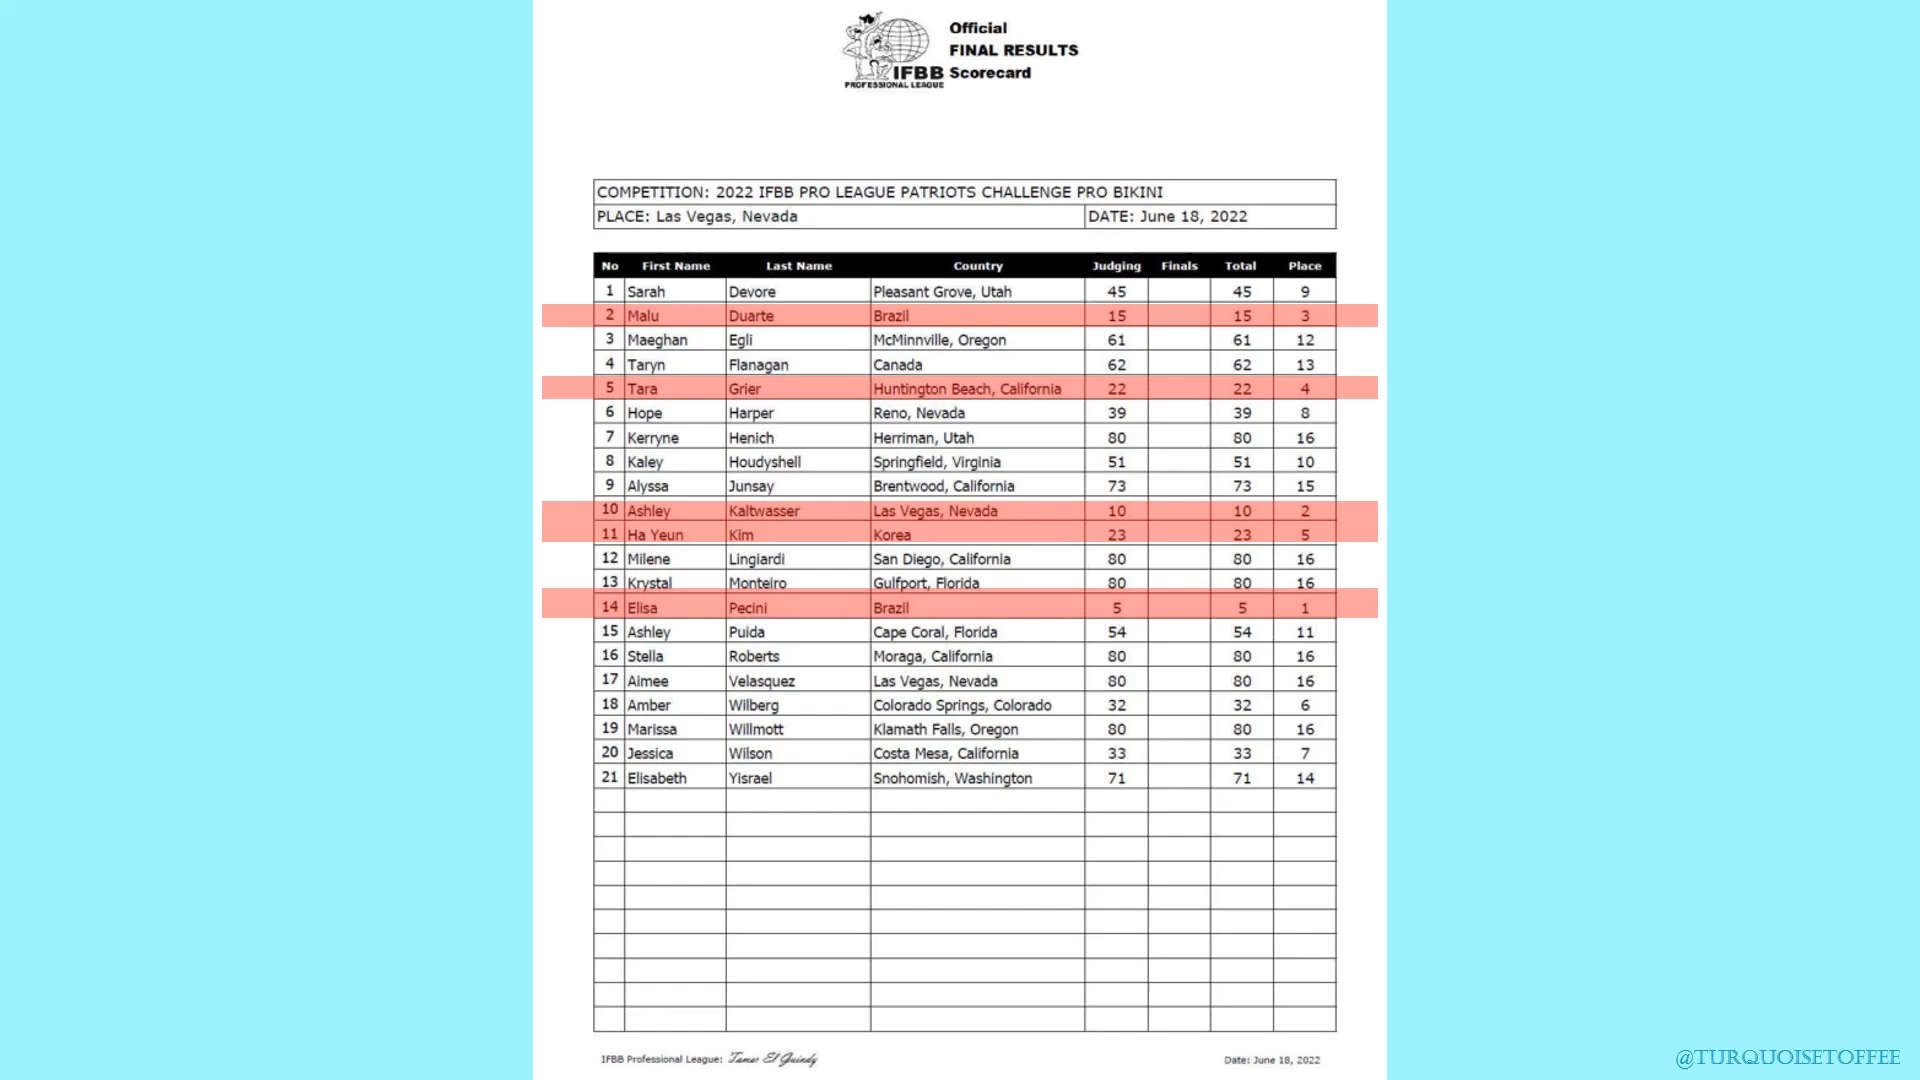 Official
FINAL RESULTS
IFBB Scorecard
PROFESSIONAL LEAGUE
COMPETITION: 2022 IFBB PRO LEAGUE PATRIOTS CHALLENGE PRO BIKINI
PLACE: Las Vegas, Nevada DATE: June 18, 2022
No First Name Last Name Country Judging Finals Total Place
1 Sarah Devore Pleasant Grove, Utah 45 45 9
2 Malu Duarte Brazil 15 15 3
3 Maeghan Egli McMinnville, Oregon 61 61 12
4 Taryn Flanagan Canada 62 62 13
5 Tara Grier Huntington Beach, California 22 22 4
6 Hope Harper Reno, Nevada 39 39 8
7 Kerryne Henich Herriman, Utah 80 80 16
8 Kaley Houdyshell Springfield, Virginia 51 51 10
9 Alyssa Junsay Brentwood, California 73 73 15
10 Ashley Kaltwasser Las Vegas, Nevada 10 10 2
11 Ha Yeun Kim Korea 23 23 5
12 Milene Lingiardi San Diego, California 80 80 16
13 Krystal Monteiro Gulfport, Florida 80 80 16
14 Elisa Pecini Brazil 5 5 1
15 Ashley Puida Cape Coral, Florida 54 54 11
16 Stella Roberts Moraga, California 80 80 16
17 Aimee Velasquez Las Vegas, Nevada 80 80 16
18 Amber Wilberg Colorado Springs, Colorado 32 32 6
19 Marissa Willmott Klamath Falls, Oregon 80 80 16
20 Jessica Wilson Costa Mesa, California 33 33 7
21 Elisabeth Yisrael Snohomish, Washington 71 71 14
IFBB Professional League: Tamer El Guindy Date: June 18, 2022
@TURQUOISETOFFEE